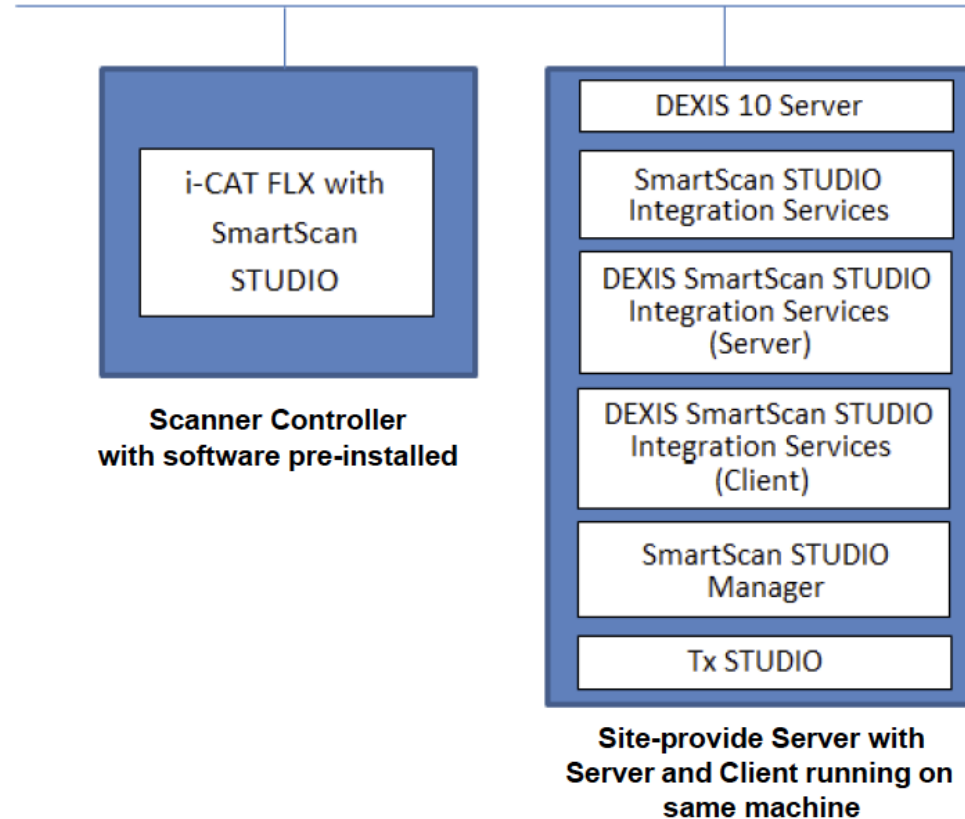 i-CAT FLX with
SmartScan
STUDIO
Scanner Controller
with software pre-installed
DEXIS 10 Server
SmartScan STUDIO
Integration Services
DEXIS SmartScan STUDIO
Integration Services
(Server)
DEXIS SmartScan STUDIO
Integration Services
(Client)
SmartScan STUDIO
Manager
Tx STUDIO
Site-provide Server with
Server and Client running on
same machine